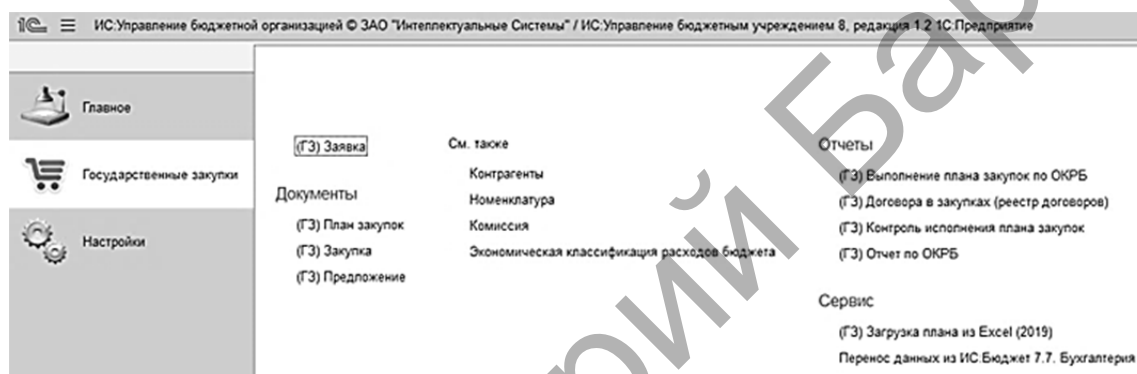 1С ИС:Управление бюджетной организацией © ЗАО "Интеллектуальные Системы" / ИС:Управление бюджетным учреждением 8, редакция 1.2 1С:Предприятие
Главное
Государственные закупки
Настройки
(ГЗ) Заявка
Документы
(ГЗ) План закупок
(ГЗ) Закупка
(ГЗ) Предложение
См. также
Контрагенты
Номенклатура
Комиссия
Экономическая классификация расходов бюджета
Отчеты
(ГЗ) Выполнение плана закупок по ОКРБ
(ГЗ) Договора в закупках (реестр договоров)
(ГЗ) Контроль исполнения плана закупок
(ГЗ) Отчет по ОКРБ
Сервис
(ГЗ) Загрузка плана из Excel (2019)
Перенос данных из ИС.Бюджет 7.7. Бухгалтерия